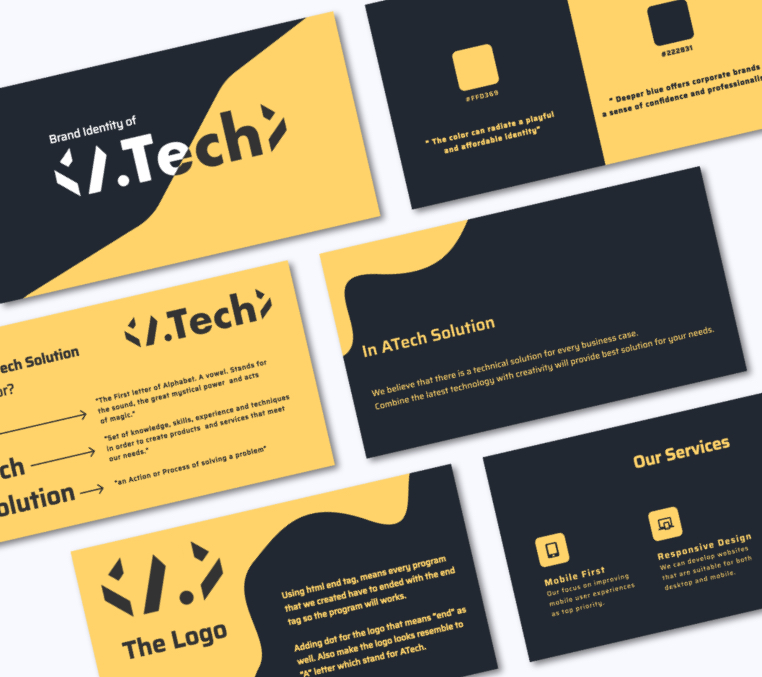 Brand Identity of
</.Tech>
#FFD369
" The color can radiate a playful
and affordable identity"
#222831
" Deeper blue offers corporate brands
a sense of confidence and
</.Tech>
Tech Solution
"The First letter of Alphabet. A vowel. Stands for
the sound, the great mystical power and acts
of magic."
"Set of knowledge, skills, experience and techniques
in order to create products and services that meet
our needs."
"an Action or Process of solving a problem"
In ATech Solution
We believe that there is a technical solution for every business case.
Combine the latest technology with creativity will provide best solution for your needs.
</.>
The Logo
Using html end tag, means every program
that we created have to ended with the end
tag so the program will works.
Adding dot for the logo that means "end" as
well. Also make the logo looks resemble to
"A" letter which stand for ATech.
Our Services
Mobile First
Our focus on improving
mobile user experiences
as top priority.
Responsive Design
We can develop websites
that are suitable for both
desktop and mobile.